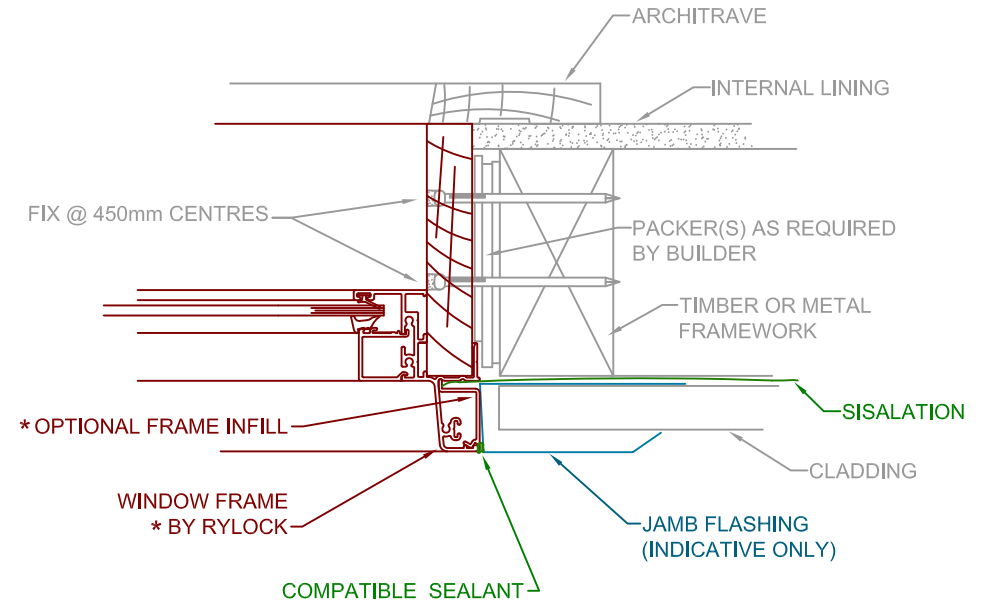 ARCHITRAVE
INTERNAL LINING
FIX @ 450mm CENTRES
PACKER(S) AS REQUIRED
BY BUILDER
TIMBER OR METAL
FRAMEWORK
SISALATION
* OPTIONAL FRAME INFILL
CLADDING
WINDOW FRAME
* BY RYLOCK
JAMB FLASHING
(INDICATIVE ONLY)
COMPATIBLE SEALANT